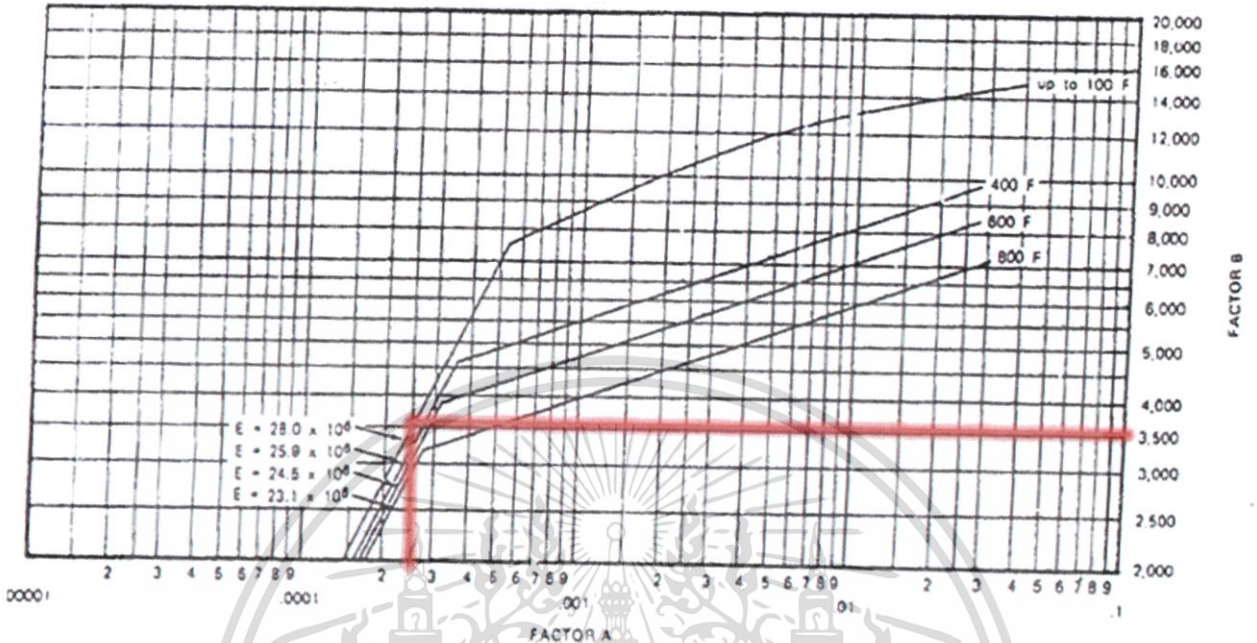 20,000
18,000
16,000
up to 100 F
14,000
12,000
10,000
400 F
9,000
600 F
8,000
800 F
7,000
6,000
FACTOR B
5,000
4,000
E = 28.0 x 10⁶
3,500
E = 25.9 x 10⁶
3,000
E = 24.5 x 10⁶
E = 23.1 x 10⁶
2,500
2,000
2 3 4 5 6 7 8 9 2 3 4 5 6 7 8 9 2 3 4 5 6 7 8 9 2 3 4 5 6 7 8 9
.00001 .0001 .001 .01 .1
FACTOR A